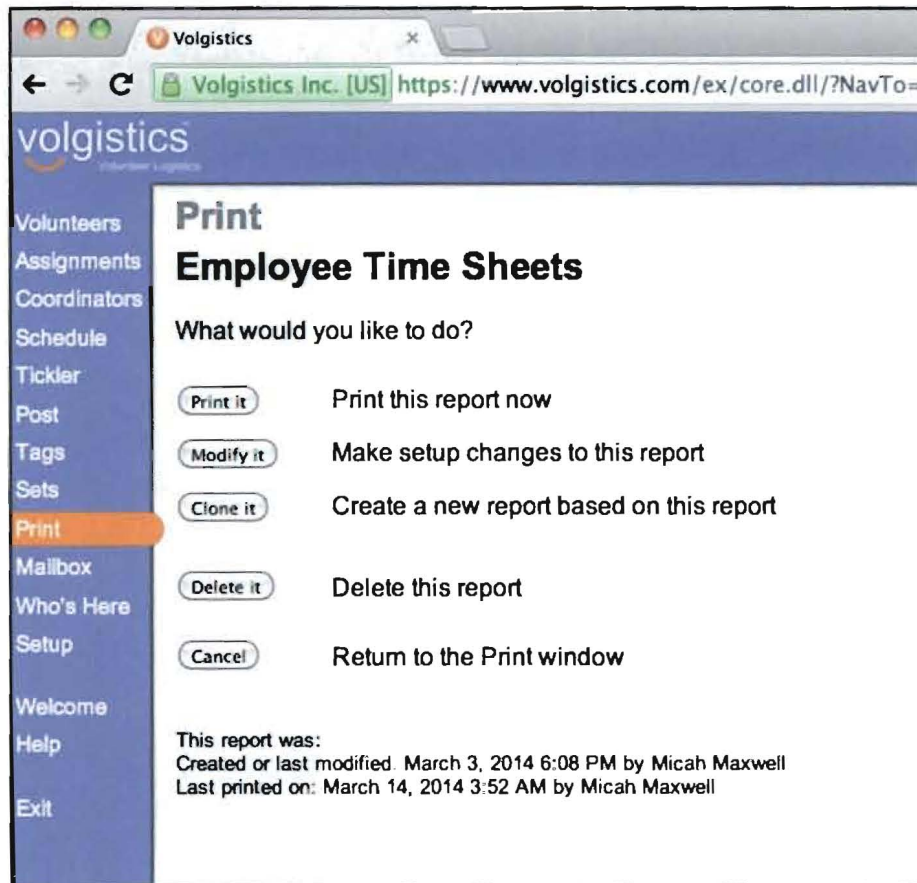 Volgistics
Volgistics Inc. [US] https://www.volgistics.com/ex/core.dll/?NavTo=
volgistics
Volunteer Logistics
Volunteers
Assignments
Coordinators
Schedule
Tickler
Post
Tags
Sets
Print
Mailbox
Who's Here
Setup
Welcome
Help
Exit
Print
Employee Time Sheets
What would you like to do?
Print it Print this report now
Modify it Make setup changes to this report
Clone it Create a new report based on this report
Delete it Delete this report
Cancel Return to the Print window
This report was:
Created or last modified. March 3, 2014 6:08 PM by Micah Maxwell
Last printed on: March 14, 2014 3:52 AM by Micah Maxwell